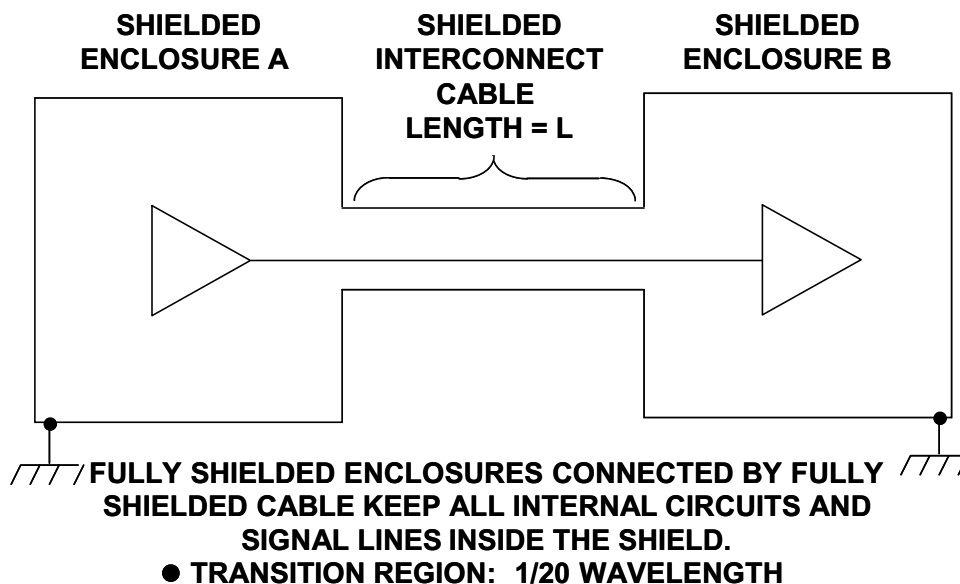 SHIELDED
ENCLOSURE A
SHIELDED
INTERCONNECT
CABLE
LENGTH = L
SHIELDED
ENCLOSURE B
FULLY SHIELDED ENCLOSURES CONNECTED BY FULLY
SHIELDED CABLE KEEP ALL INTERNAL CIRCUITS AND
SIGNAL LINES INSIDE THE SHIELD.
● TRANSITION REGION: 1/20 WAVELENGTH